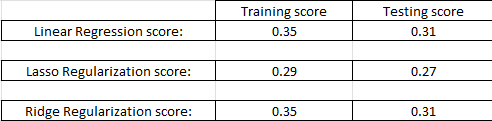 Training score Testing score
Linear Regression score: 0.35 0.31
Lasso Regularization score: 0.29 0.27
Ridge Regularization score: 0.35 0.31